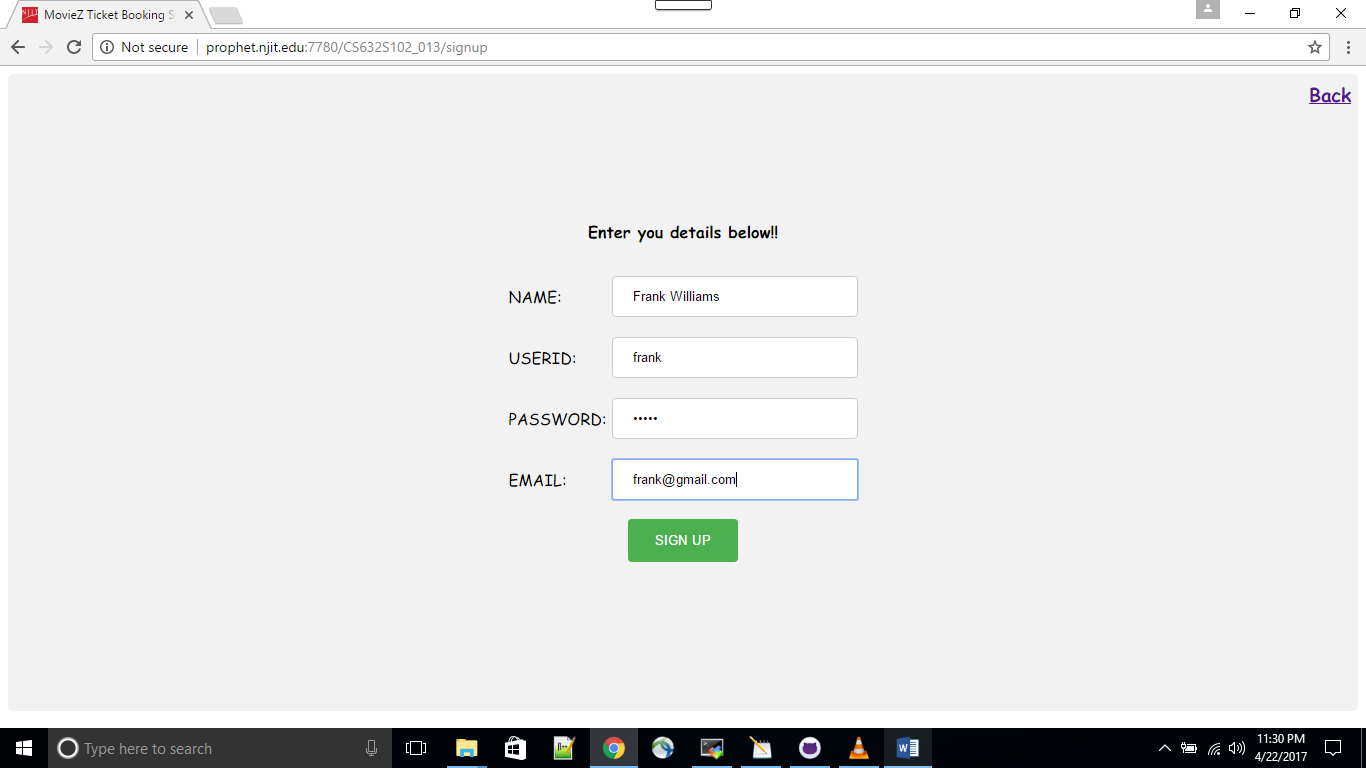 MovieZ Ticket Booking S
Not secure
prophet.njit.edu:7780/CS632S102_013/signup
Back
Enter you details below!!
NAME:
Frank Williams
USERID:
frank
PASSWORD:
•••••
EMAIL:
frank@gmail.com
SIGN UP
Type here to search
11:30 PM
4/22/2017